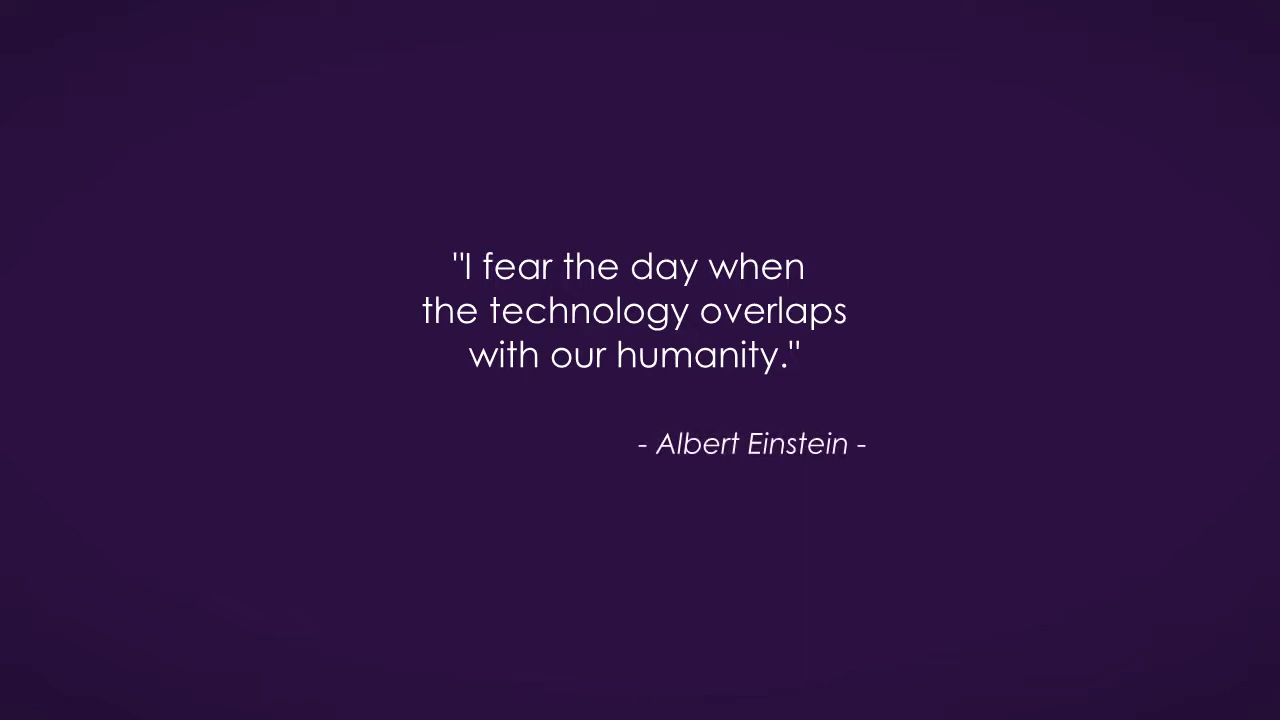 "I fear the day when
the technology overlaps
with our humanity."
- Albert Einstein -